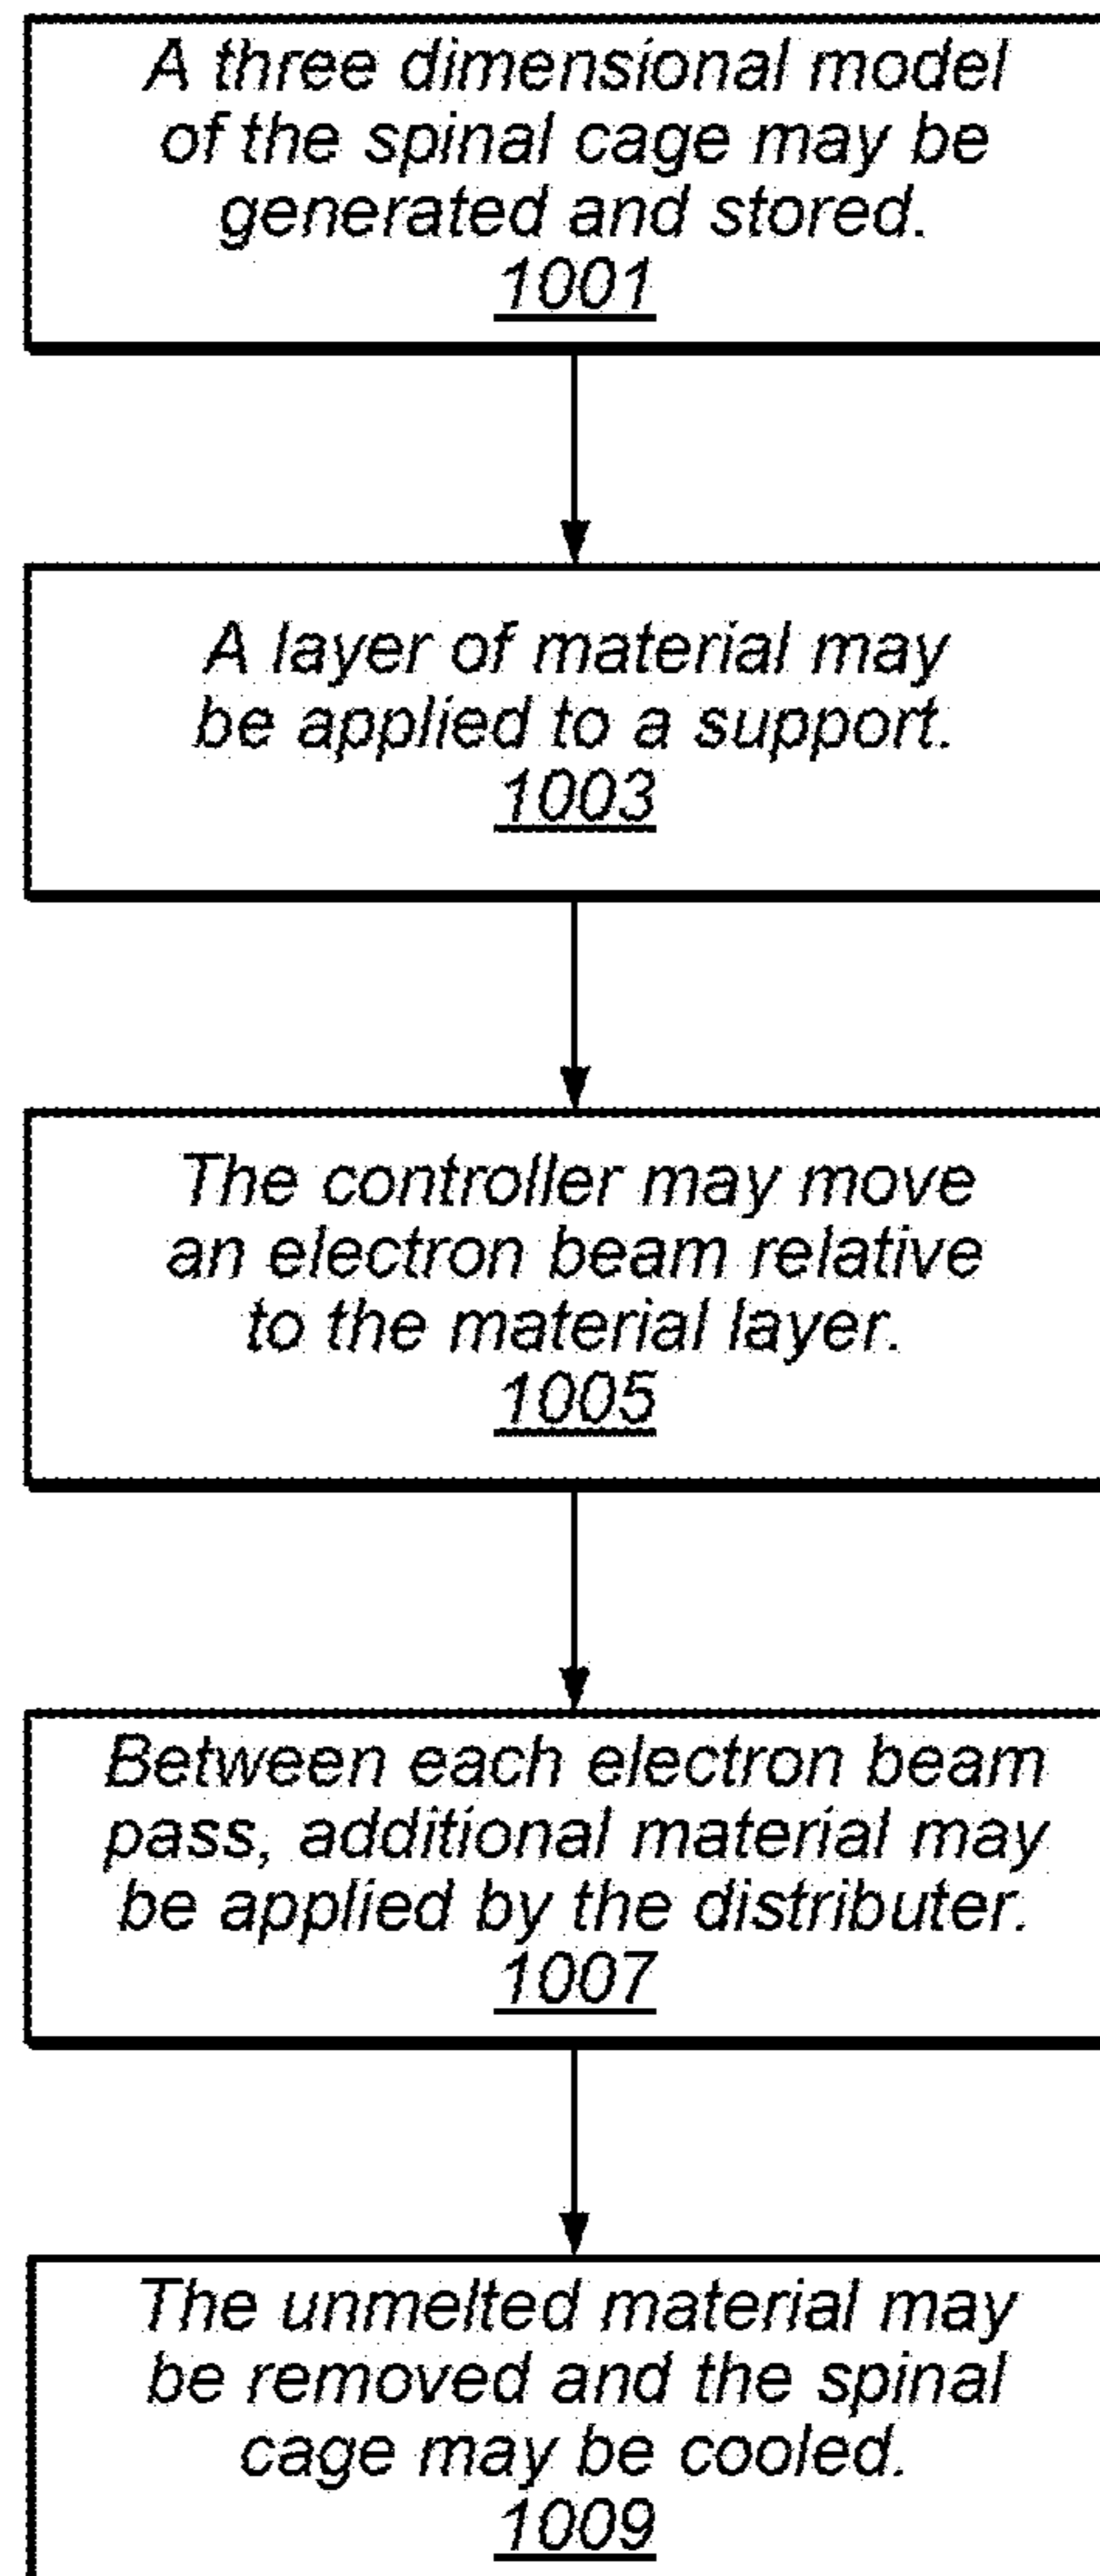 A three dimensional model
of the spinal cage may be
generated and stored.
1001
A layer of material may
be applied to a support.
1003
The controller may move
an electron beam relative
to the material layer.
1005
Between each electron beam
pass, additional material may
be applied by the distributer.
1007
The unmelted material may
be removed and the spinal
cage may be cooled.
1009